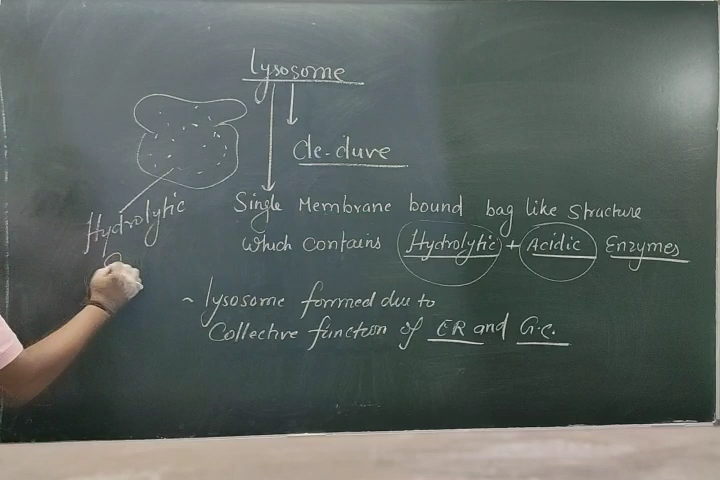 lysosome
de-duve
Single Membrane bound bag like structure
which contains Hydrolytic + Acidic Enzymes
Hydrolytic
~ lysosome formed due to
Collective function of ER and G.C.